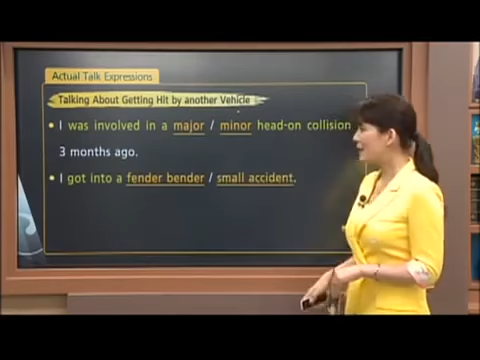 Actual Talk Expressions
Talking About Getting Hit by another Vehicle
• I was involved in a major / minor head-on collision
3 months ago.
• I got into a fender bender / small accident.